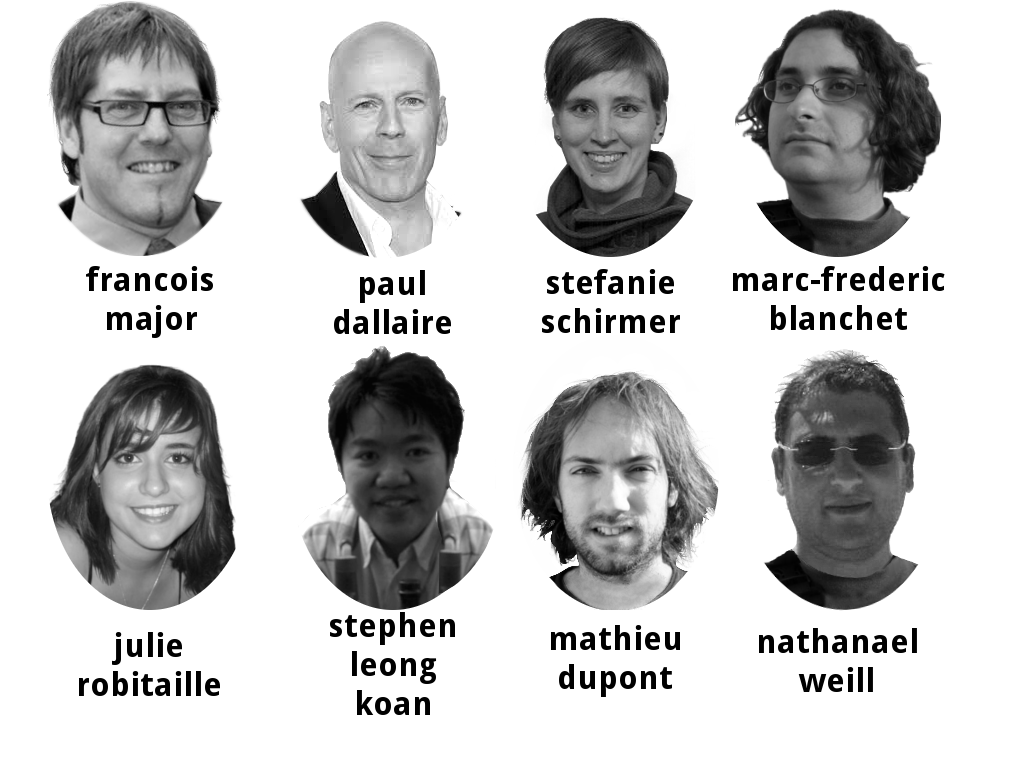 francois
major
paul
dallaire
stefanie
schirmer
marc-frederic
blanchet
julie
robitaille
stephen
leong
koan
mathieu
dupont
nathanael
weill